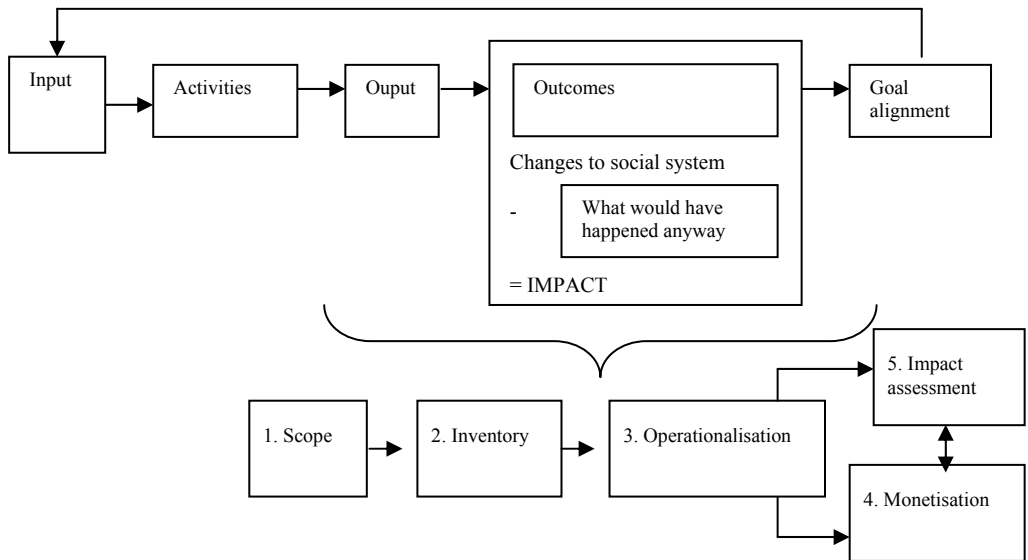 Input
Activities
Ouput
Outcomes
Goal
alignment
Changes to social system
-
What would have
happened anyway
= IMPACT
1. Scope
2. Inventory
3. Operationalisation
5. Impact
assessment
4. Monetisation